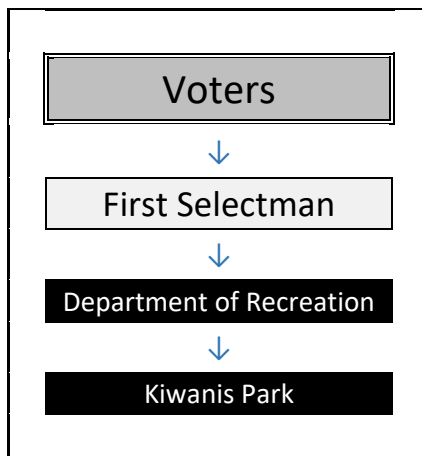 Voters
↓
First Selectman
↓
Department of Recreation
↓
Kiwanis Park